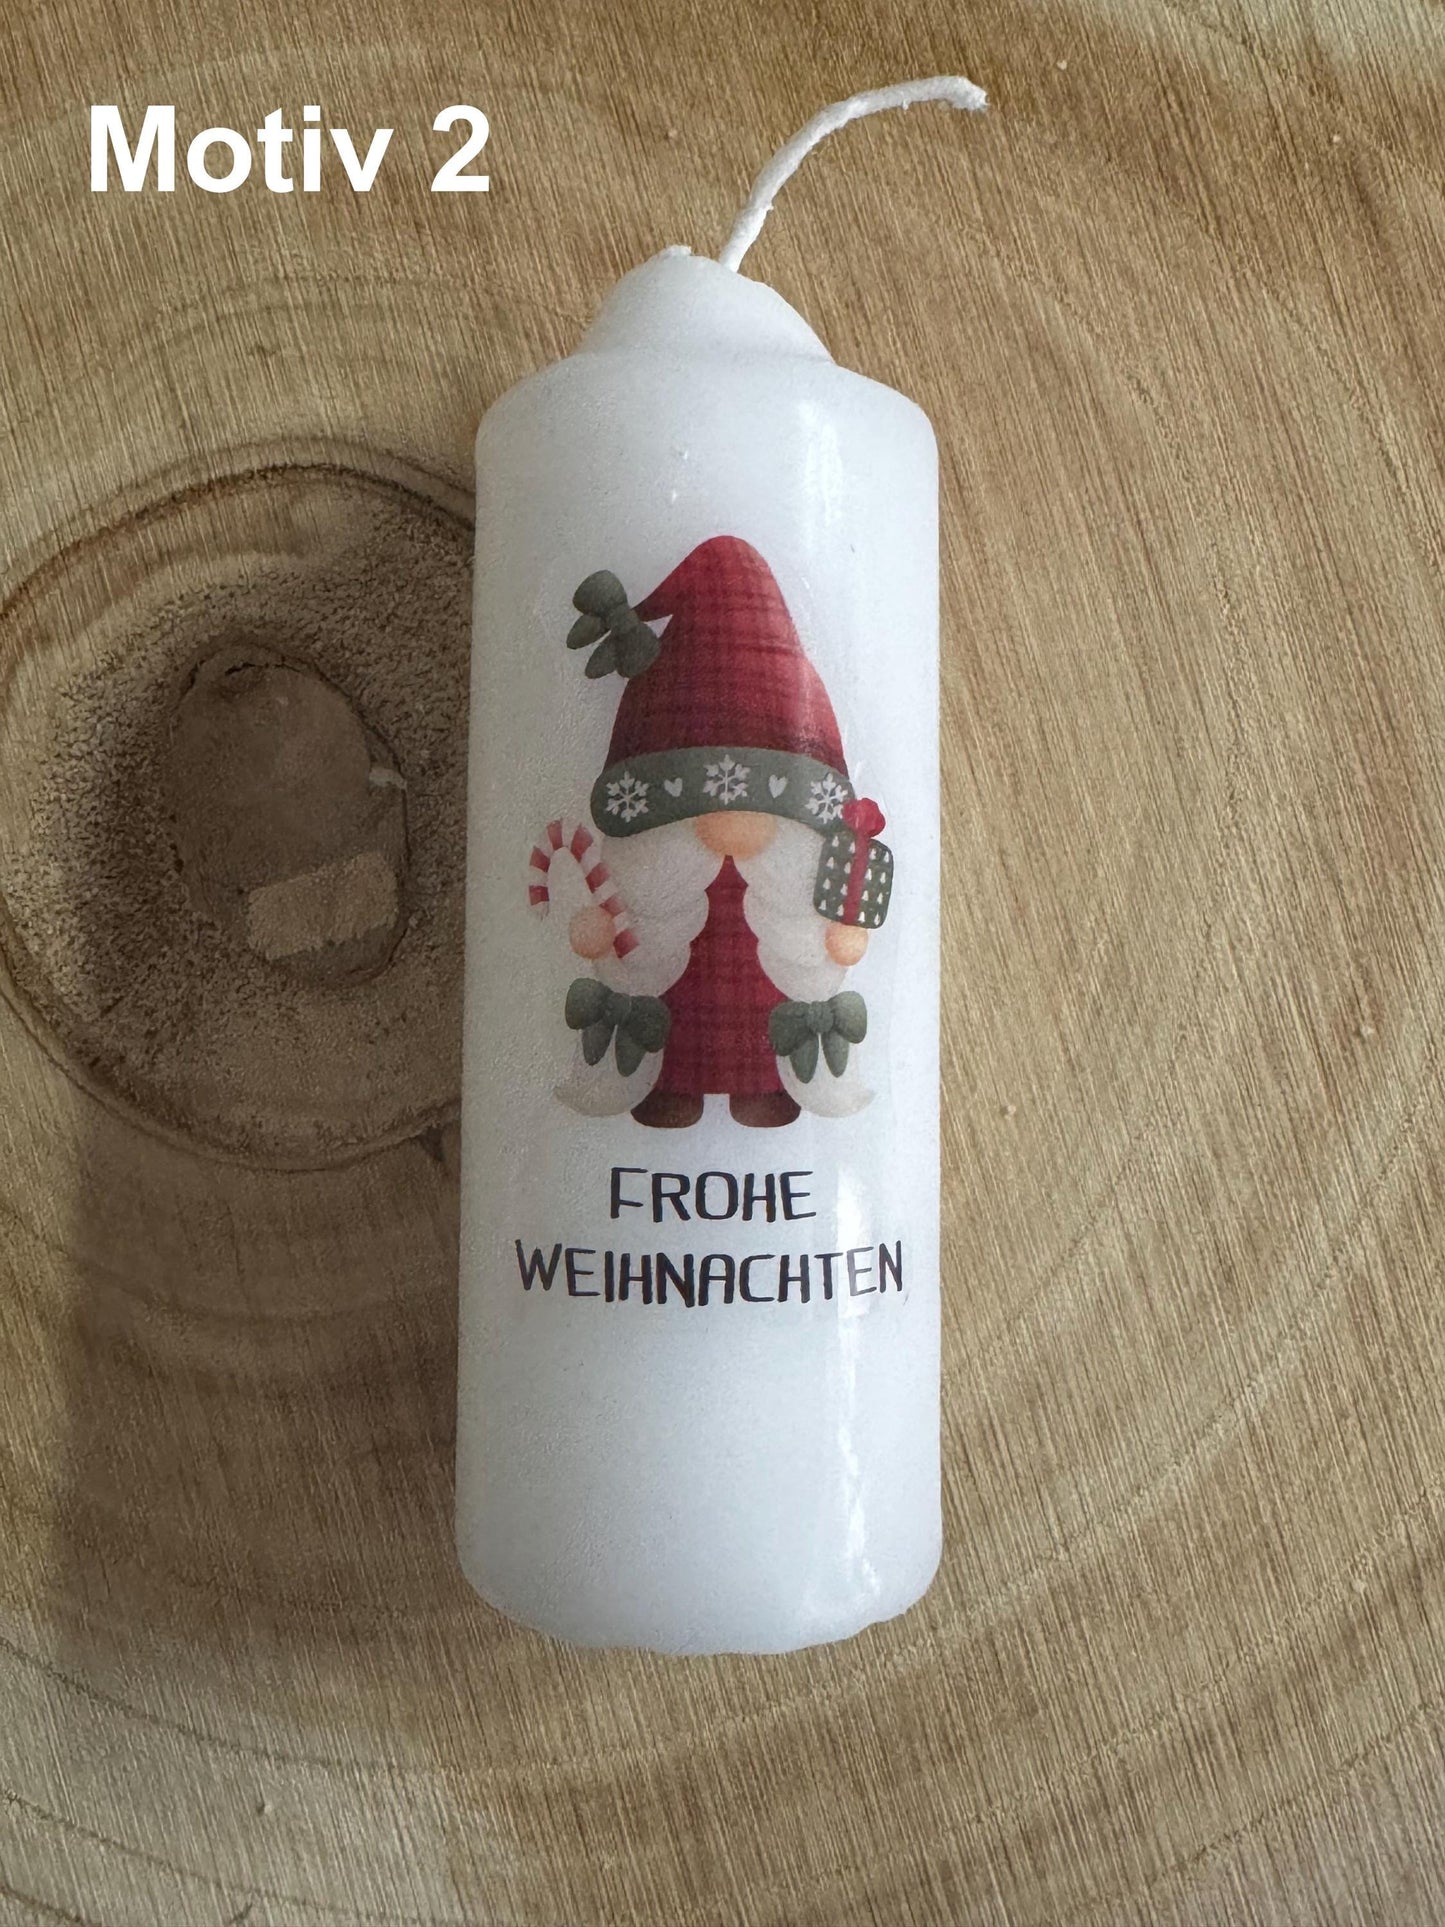 Motiv 2
FROHE
WEIHNACHTEN